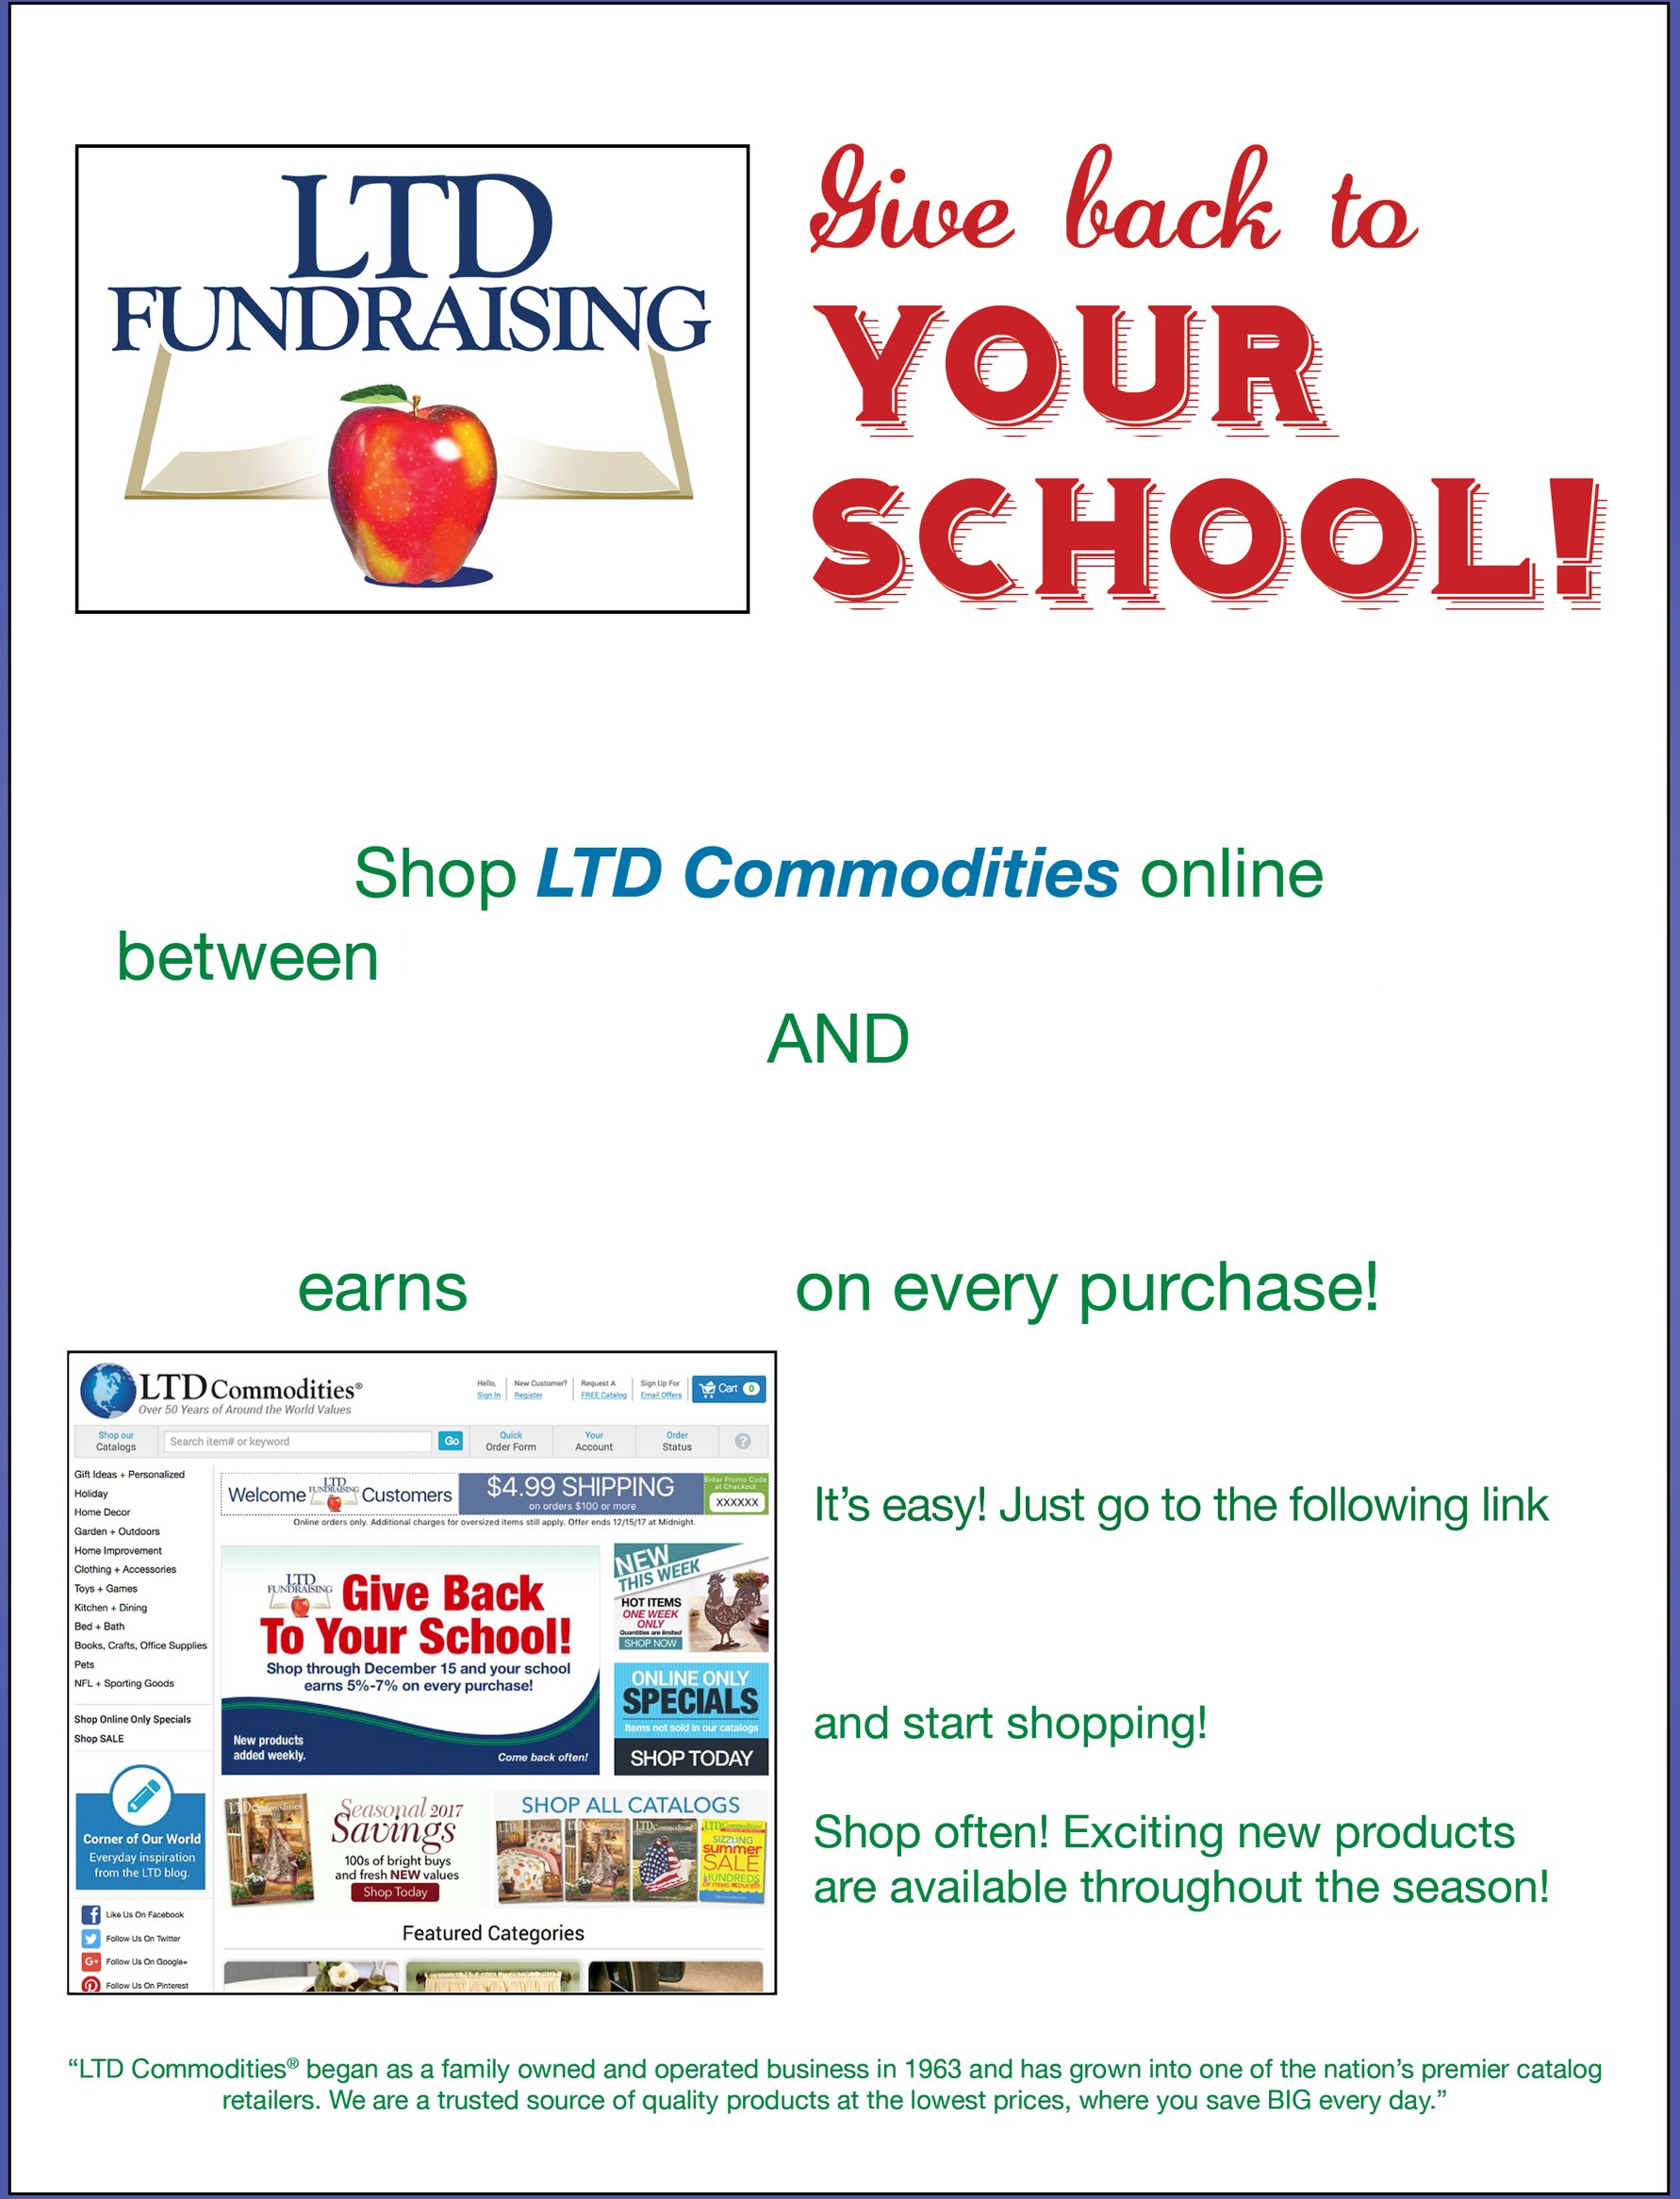 LTD
FUNDRAISING
Give back to
YOUR
SCHOOL!
Shop LTD Commodities online
between
AND
earns on every purchase!
LTD Commodities®
Over 50 Years of Around the World Values
Hello,
Sign In
New Customer?
Register
Request A
FREE Catalog
Sign Up For
Email Offers
Cart 0
Shop our
Catalogs
Search item# or keyword
Go
Quick
Order Form
Your
Account
Order
Status
?
Gift Ideas + Personalized
Holiday
Home Decor
Garden + Outdoors
Home Improvement
Clothing + Accessories
Toys + Games
Kitchen + Dining
Bed + Bath
Books, Crafts, Office Supplies
Pets
NFL + Sporting Goods
Shop Online Only Specials
Shop SALE
Corner of Our World
Everyday inspiration
from the LTD blog.
Like Us On Facebook
Follow Us On Twitter
Follow Us On Google+
Follow Us On Pinterest
Welcome LTD FUNDRAISING Customers
$4.99 SHIPPING
on orders $100 or more
Enter Promo Code
at Checkout
XXXXXX
Online orders only. Additional charges for oversized items still apply. Offer ends 12/15/17 at Midnight.
LTD
FUNDRAISING
Give Back
To Your School!
Shop through December 15 and your school
earns 5%-7% on every purchase!
New products
added weekly.
Come back often!
NEW
THIS WEEK
HOT ITEMS
ONE WEEK
ONLY
Quantities are limited
SHOP NOW
ONLINE ONLY
SPECIALS
Items not sold in our catalogs
SHOP TODAY
Seasonal 2017
Savings
100s of bright buys
and fresh NEW values
Shop Today
SHOP ALL CATALOGS
LTD Commodities
SIZZLING
summer
SALE
HUNDREDS
OF ITEMS REDUCED!
Featured Categories
It’s easy! Just go to the following link
and start shopping!
Shop often! Exciting new products
are available throughout the season!
“LTD Commodities® began as a family owned and operated business in 1963 and has grown into one of the nation’s premier catalog
retailers. We are a trusted source of quality products at the lowest prices, where you save BIG every day.”